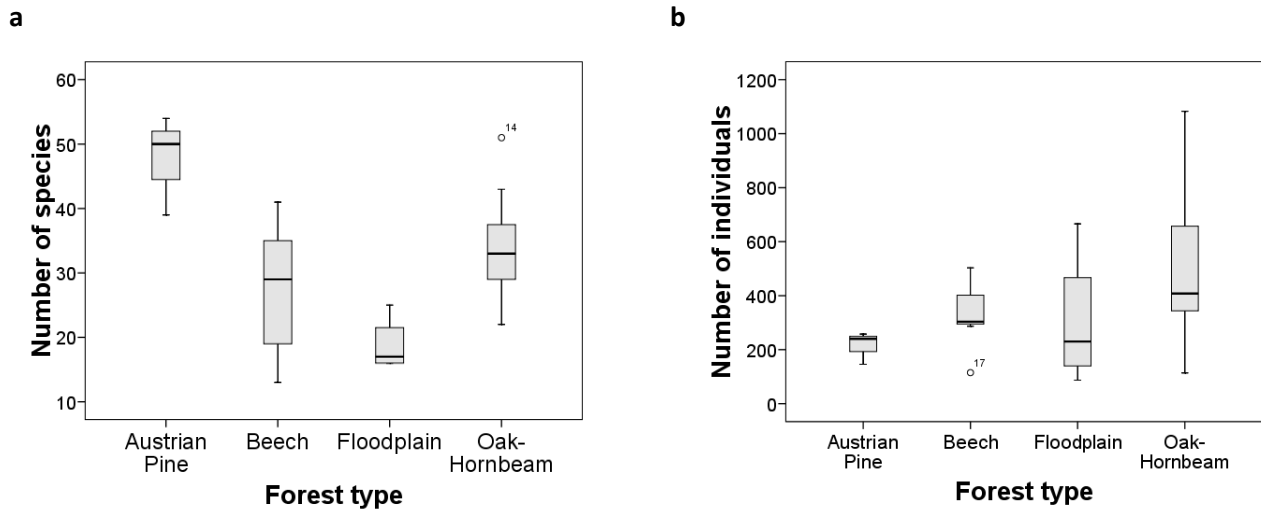 a
Number of species
60
50
40
30
20
10
14
Austrian
Pine
Beech
Floodplain
Oak-
Hornbeam
Forest type
b
Number of individuals
1200
1000
800
600
400
200
0
17
Austrian
Pine
Beech
Floodplain
Oak-
Hornbeam
Forest type